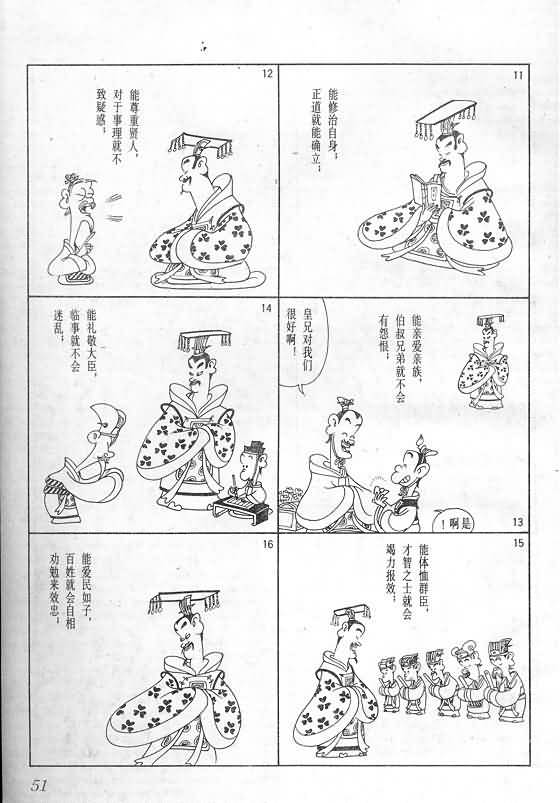 11
能修治自身,
正道就能确立;
12
能尊重贤人,
对于事理就不
致疑惑;
13
能亲爱亲族,
伯叔兄弟就不会
有怨恨;
皇兄对我们
很好啊!
是啊!
14
能礼敬大臣,
临事就不会
迷乱;
15
能体恤群臣,
才智之士就会
竭力报效;
16
能爱民如子,
百姓就会自相
劝勉来效忠;
51